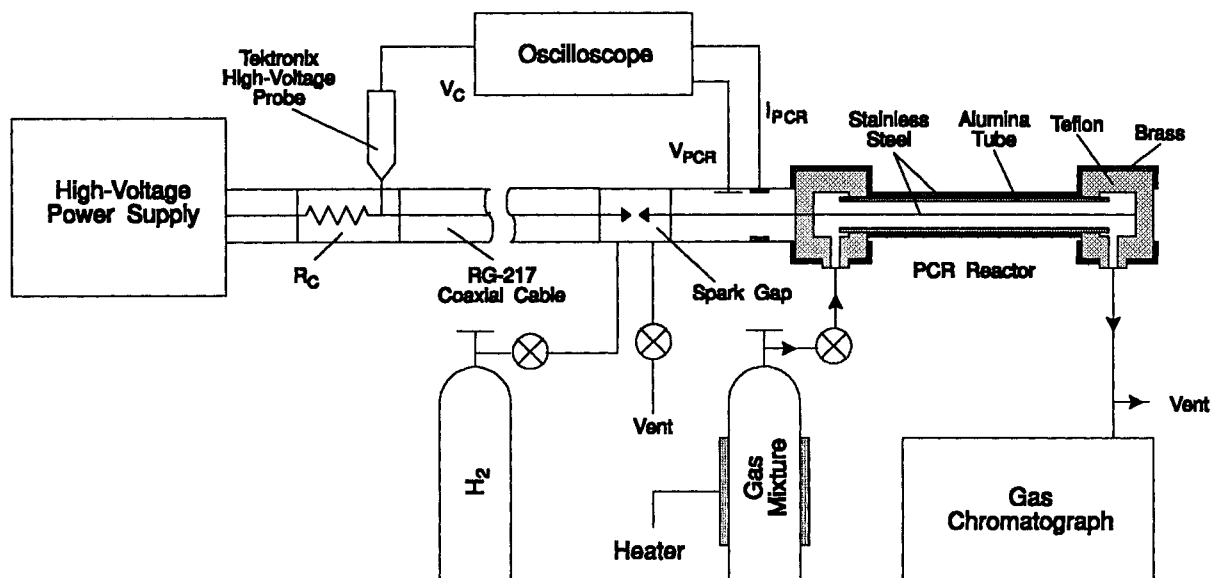 Tektronix
High-Voltage
Probe
Oscilloscope
V_C
I_PCR
V_PCR
Stainless
Steel
Alumina
Tube
Teflon
Brass
High-Voltage
Power Supply
R_C
RG-217
Coaxial Cable
Spark Gap
PCR Reactor
H_2
Vent
Gas
Mixture
Heater
Vent
Gas
Chromatograph